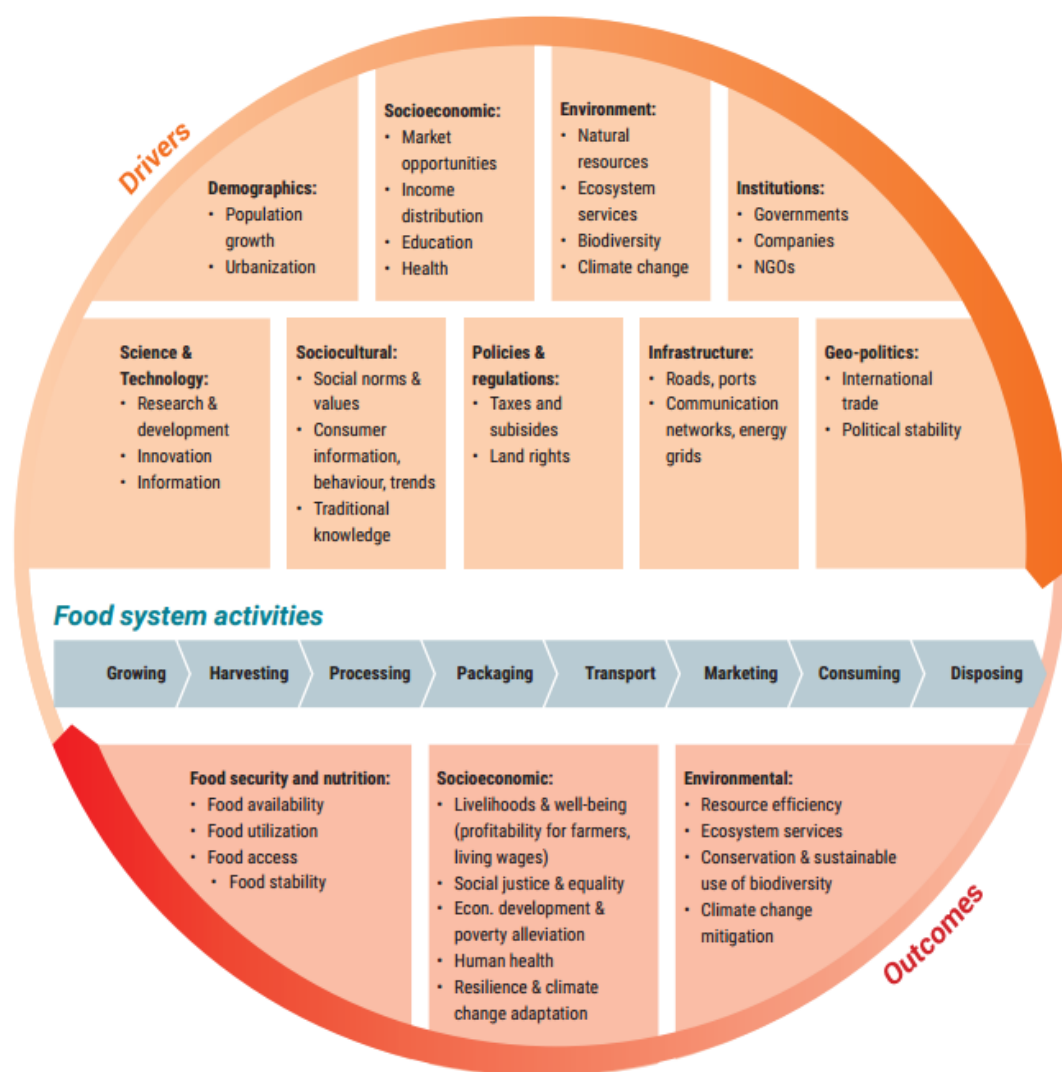 Drivers
Demographics:
• Population
growth
• Urbanization
Socioeconomic:
• Market
opportunities
• Income
distribution
• Education
• Health
Environment:
• Natural
resources
• Ecosystem
services
• Biodiversity
• Climate change
Institutions:
• Governments
• Companies
• NGOs
Science &
Technology:
• Research &
development
• Innovation
• Information
Sociocultural:
• Social norms &
values
• Consumer
information,
behaviour, trends
• Traditional
knowledge
Policies &
regulations:
• Taxes and
subisides
• Land rights
Infrastructure:
• Roads, ports
• Communication
networks, energy
grids
Geo-politics:
• International
trade
• Political stability
Food system activities
Growing
Harvesting
Processing
Packaging
Transport
Marketing
Consuming
Disposing
Food security and nutrition:
• Food availability
• Food utilization
• Food access
• Food stability
Socioeconomic:
• Livelihoods & well-being
(profitability for farmers,
living wages)
• Social justice & equality
• Econ. development &
poverty alleviation
• Human health
• Resilience & climate
change adaptation
Environmental:
• Resource efficiency
• Ecosystem services
• Conservation & sustainable
use of biodiversity
• Climate change
mitigation
Outcomes